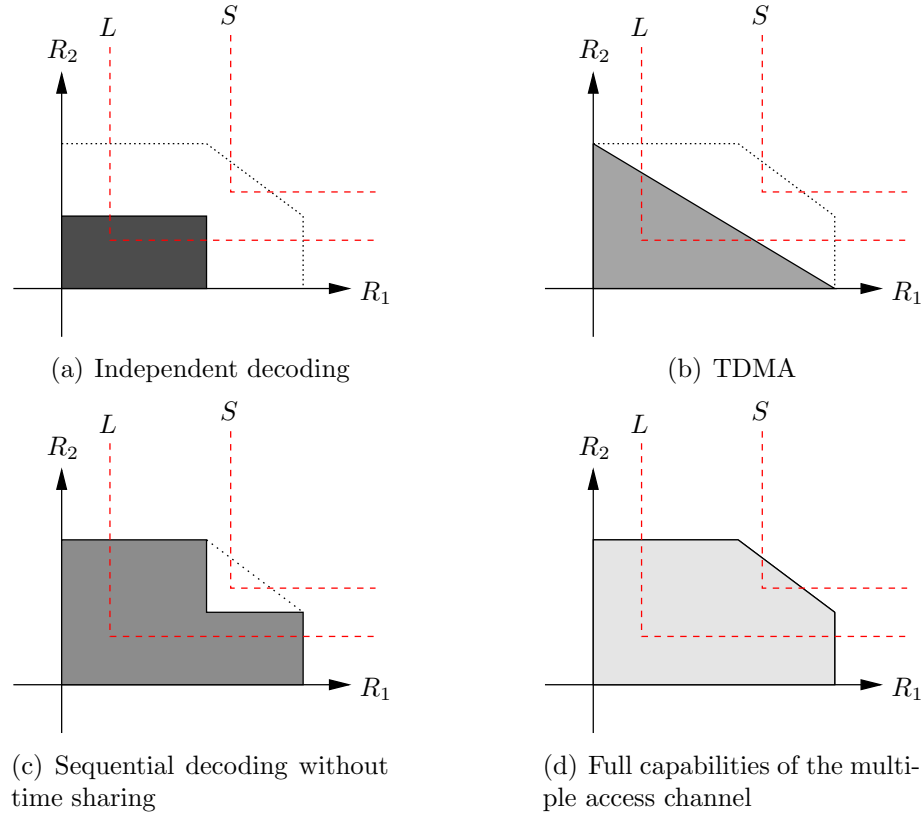 S
L
R2
R1
(a) Independent decoding
S
L
R2
R1
(b) TDMA
S
L
R2
R1
(c) Sequential decoding without
time sharing
S
L
R2
R1
(d) Full capabilities of the multi-
ple access channel